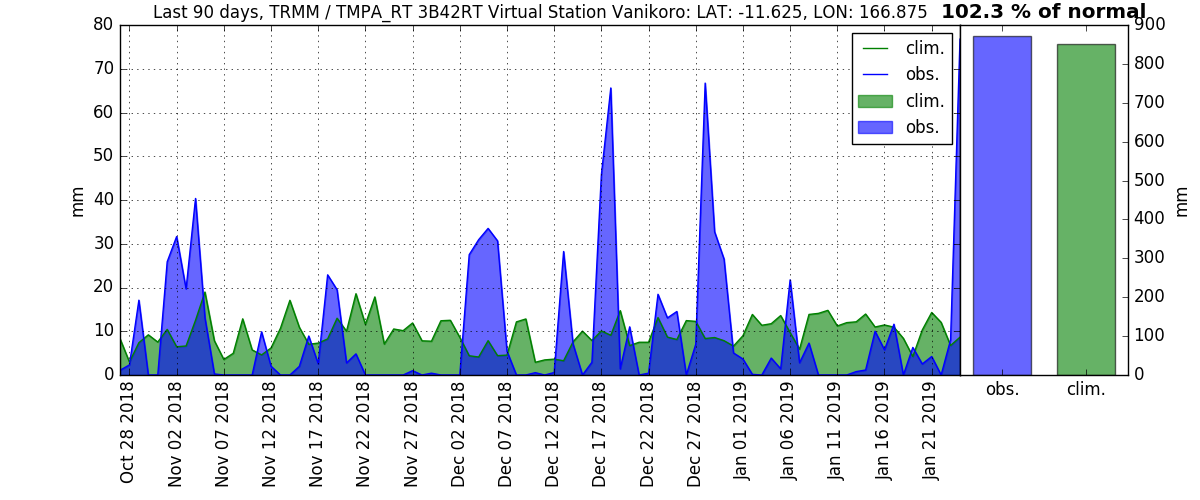 Last 90 days, TRMM / TMPA_RT 3B42RT Virtual Station Vanikoro: LAT: -11.625, LON: 166.875
102.3 % of normal
80
70
60
50
40
30
20
10
0
mm
clim.
obs.
clim.
obs.
Oct 28 2018
Nov 02 2018
Nov 07 2018
Nov 12 2018
Nov 17 2018
Nov 22 2018
Nov 27 2018
Dec 02 2018
Dec 07 2018
Dec 12 2018
Dec 17 2018
Dec 22 2018
Dec 27 2018
Jan 01 2019
Jan 06 2019
Jan 11 2019
Jan 16 2019
Jan 21 2019
900
800
700
600
500
400
300
200
100
0
mm
obs.
clim.